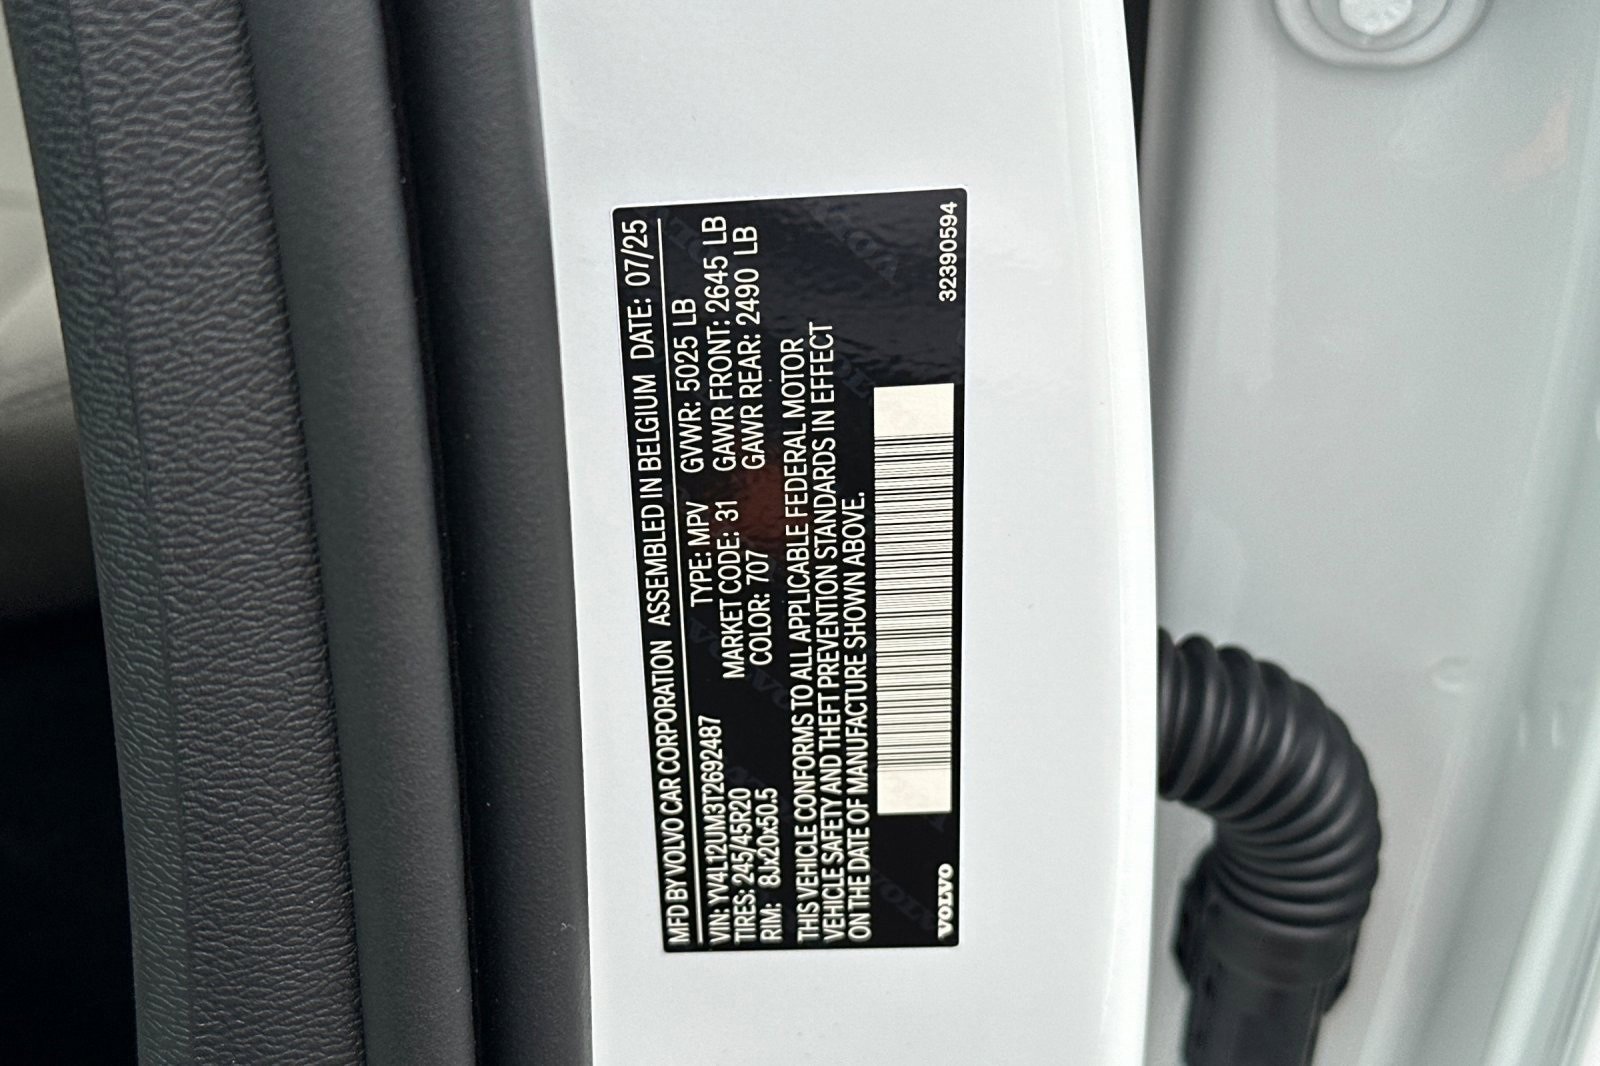 MFD BY VOLVO CAR CORPORATION ASSEMBLED IN BELGIUM DATE: 07/25
VIN: YV4L12UM3T2692487 TYPE: MPV GVWR: 5025 LB
TIRES: 245/45R20 MARKET CODE: 31 GAWR FRONT: 2645 LB
RIM: 8Jx20x50.5 COLOR: 707 GAWR REAR: 2490 LB
THIS VEHICLE CONFORMS TO ALL APPLICABLE FEDERAL MOTOR
VEHICLE SAFETY AND THEFT PREVENTION STANDARDS IN EFFECT
ON THE DATE OF MANUFACTURE SHOWN ABOVE.
VOLVO 32390594